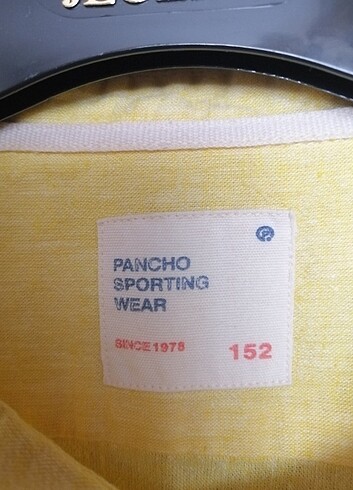 PANCHO
SPORTING
WEAR
SINCE 1978
152